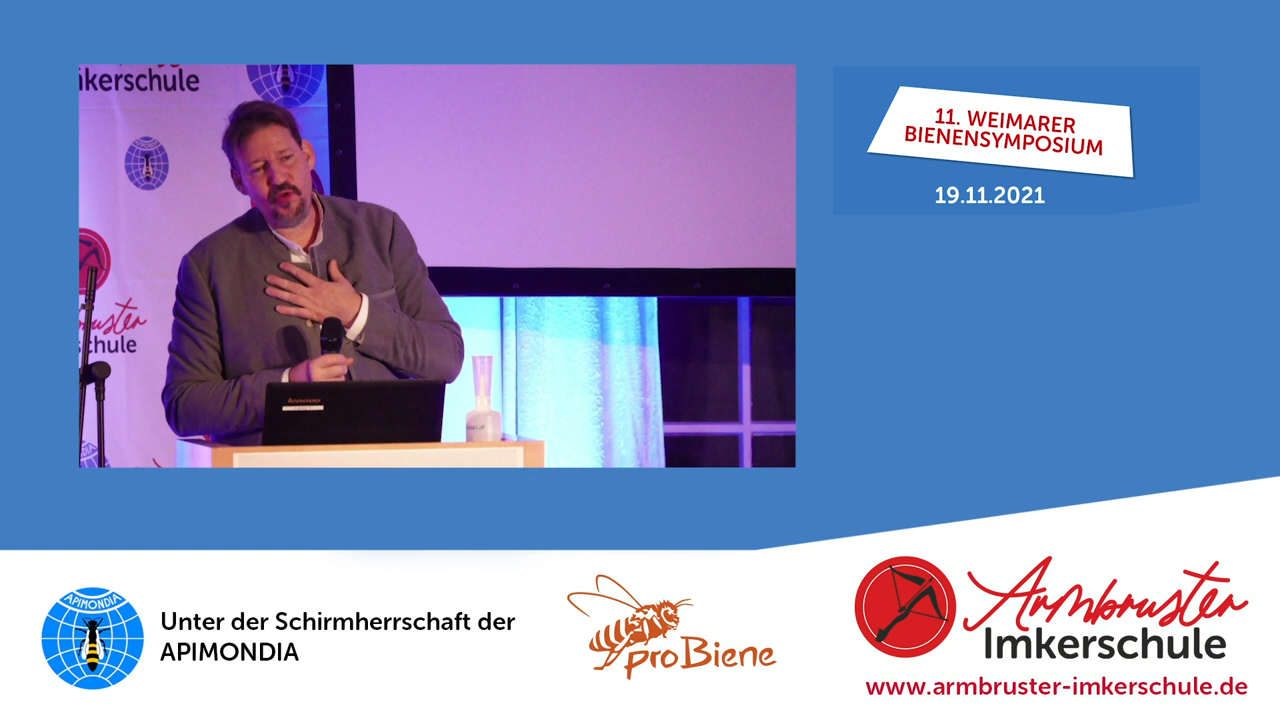 imkerschule
11. WEIMARER
BIENENSYMPOSIUM
19.11.2021
schule
APIMONDIA
Unter der Schirmherrschaft der
APIMONDIA
proBiene
Armbruster
Imkerschule
www.armbruster-imkerschule.de